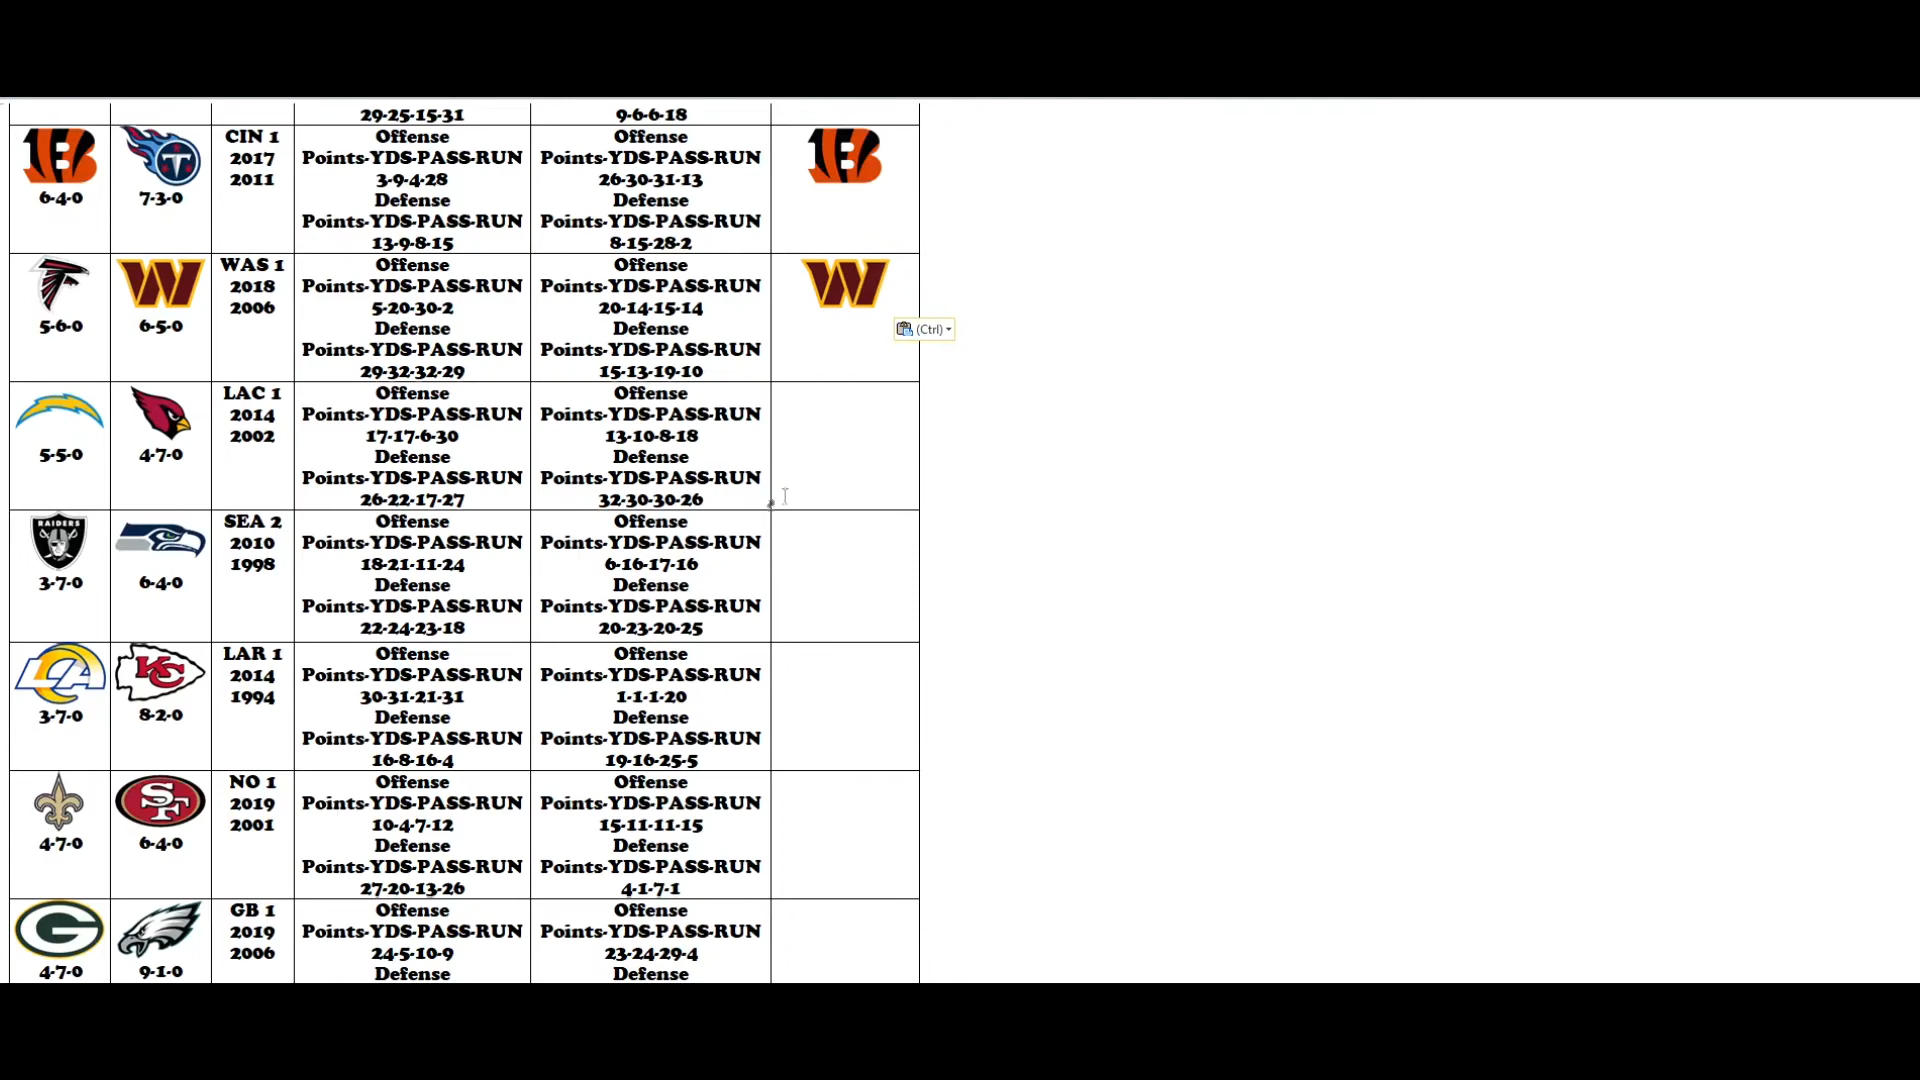 29-25-15-31
9-6-6-18
6-4-0
7-3-0
CIN 1
2017
2011
Offense
Points-YDS-PASS-RUN
3-9-4-28
Defense
Points-YDS-PASS-RUN
13-9-8-15
Offense
Points-YDS-PASS-RUN
26-30-31-13
Defense
Points-YDS-PASS-RUN
8-15-28-2
5-6-0
6-5-0
WAS 1
2018
2006
Offense
Points-YDS-PASS-RUN
5-20-30-2
Defense
Points-YDS-PASS-RUN
29-32-32-29
Offense
Points-YDS-PASS-RUN
20-14-15-14
Defense
Points-YDS-PASS-RUN
15-13-19-10
(Ctrl)
5-5-0
4-7-0
LAC 1
2014
2002
Offense
Points-YDS-PASS-RUN
17-17-6-30
Defense
Points-YDS-PASS-RUN
26-22-17-27
Offense
Points-YDS-PASS-RUN
13-10-8-18
Defense
Points-YDS-PASS-RUN
32-30-30-26
RAIDERS
3-7-0
6-4-0
SEA 2
2010
1998
Offense
Points-YDS-PASS-RUN
18-21-11-24
Defense
Points-YDS-PASS-RUN
22-24-23-18
Offense
Points-YDS-PASS-RUN
6-16-17-16
Defense
Points-YDS-PASS-RUN
20-23-20-25
LA
3-7-0
KC
8-2-0
LAR 1
2014
1994
Offense
Points-YDS-PASS-RUN
30-31-21-31
Defense
Points-YDS-PASS-RUN
16-8-16-4
Offense
Points-YDS-PASS-RUN
1-1-1-20
Defense
Points-YDS-PASS-RUN
19-16-25-5
4-7-0
SF
6-4-0
NO 1
2019
2001
Offense
Points-YDS-PASS-RUN
10-4-7-12
Defense
Points-YDS-PASS-RUN
27-20-13-26
Offense
Points-YDS-PASS-RUN
15-11-11-15
Defense
Points-YDS-PASS-RUN
4-1-7-1
G
4-7-0
9-1-0
GB 1
2019
2006
Offense
Points-YDS-PASS-RUN
24-5-10-9
Defense
Offense
Points-YDS-PASS-RUN
23-24-29-4
Defense